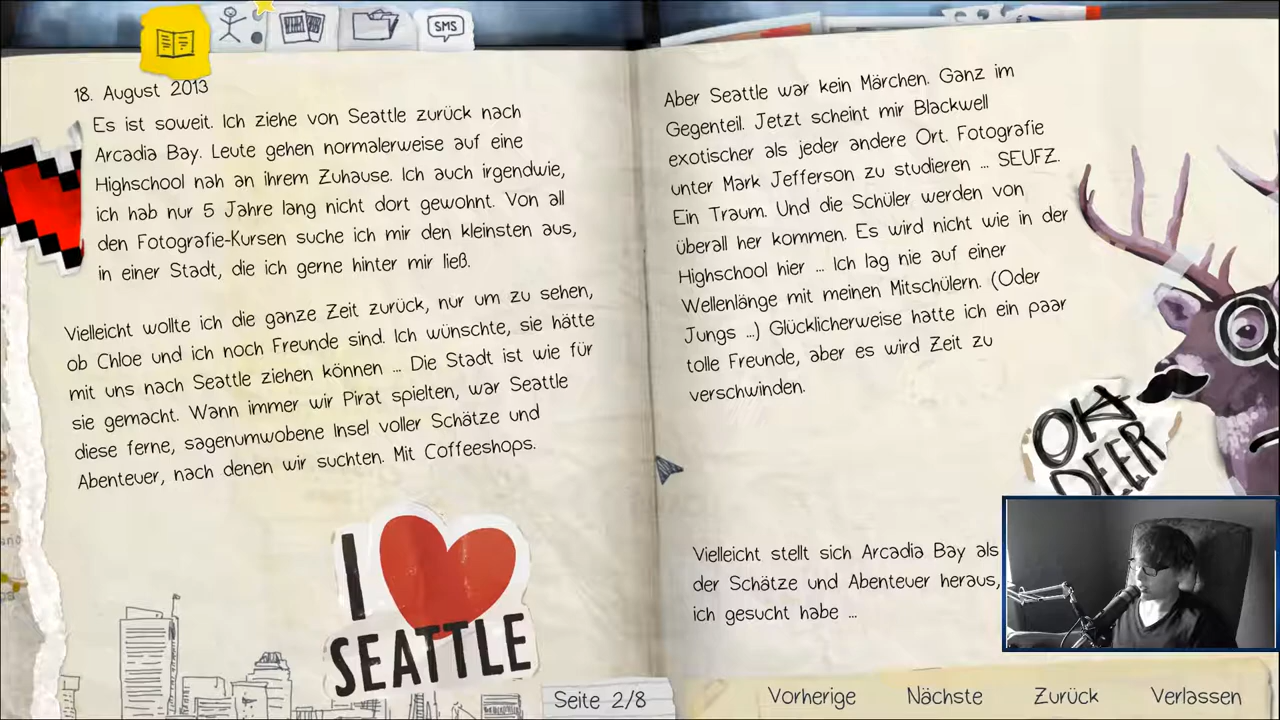 SMS
18. August 2013
Es ist soweit. Ich ziehe von Seattle zurück nach
Arcadia Bay. Leute gehen normalerweise auf eine
Highschool nah an ihrem Zuhause. Ich auch irgendwie,
ich hab nur 5 Jahre lang nicht dort gewohnt. Von all
den Fotografie-Kursen suche ich mir den kleinsten aus,
in einer Stadt, die ich gerne hinter mir ließ.
Vielleicht wollte ich die ganze Zeit zurück, nur um zu sehen,
ob Chloe und ich noch Freunde sind. Ich wünschte, sie hätte
mit uns nach Seattle ziehen können ... Die Stadt ist wie für
sie gemacht. Wann immer wir Pirat spielten, war Seattle
diese ferne, sagenumwobene Insel voller Schätze und
Abenteuer, nach denen wir suchten. Mit Coffeeshops.
I
SEATTLE
Aber Seattle war kein Märchen. Ganz im
Gegenteil. Jetzt scheint mir Blackwell
exotischer als jeder andere Ort. Fotografie
unter Mark Jefferson zu studieren ... SEUFZ.
Ein Traum. Und die Schüler werden von
überall her kommen. Es wird nicht wie in der
Highschool hier ... Ich lag nie auf einer
Wellenlänge mit meinen Mitschülern. (Oder
Jungs ...) Glücklicherweise hatte ich ein paar
tolle Freunde, aber es wird Zeit zu
verschwinden.
OH
DEER
Vielleicht stellt sich Arcadia Bay als
der Schätze und Abenteuer heraus,
ich gesucht habe ...
Seite 2/8
Vorherige Nächste Zurück Verlassen